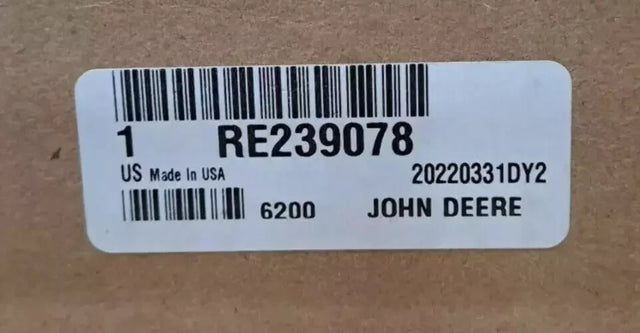 1 RE239078
US Made In USA 20220331DY2
6200 JOHN DEERE